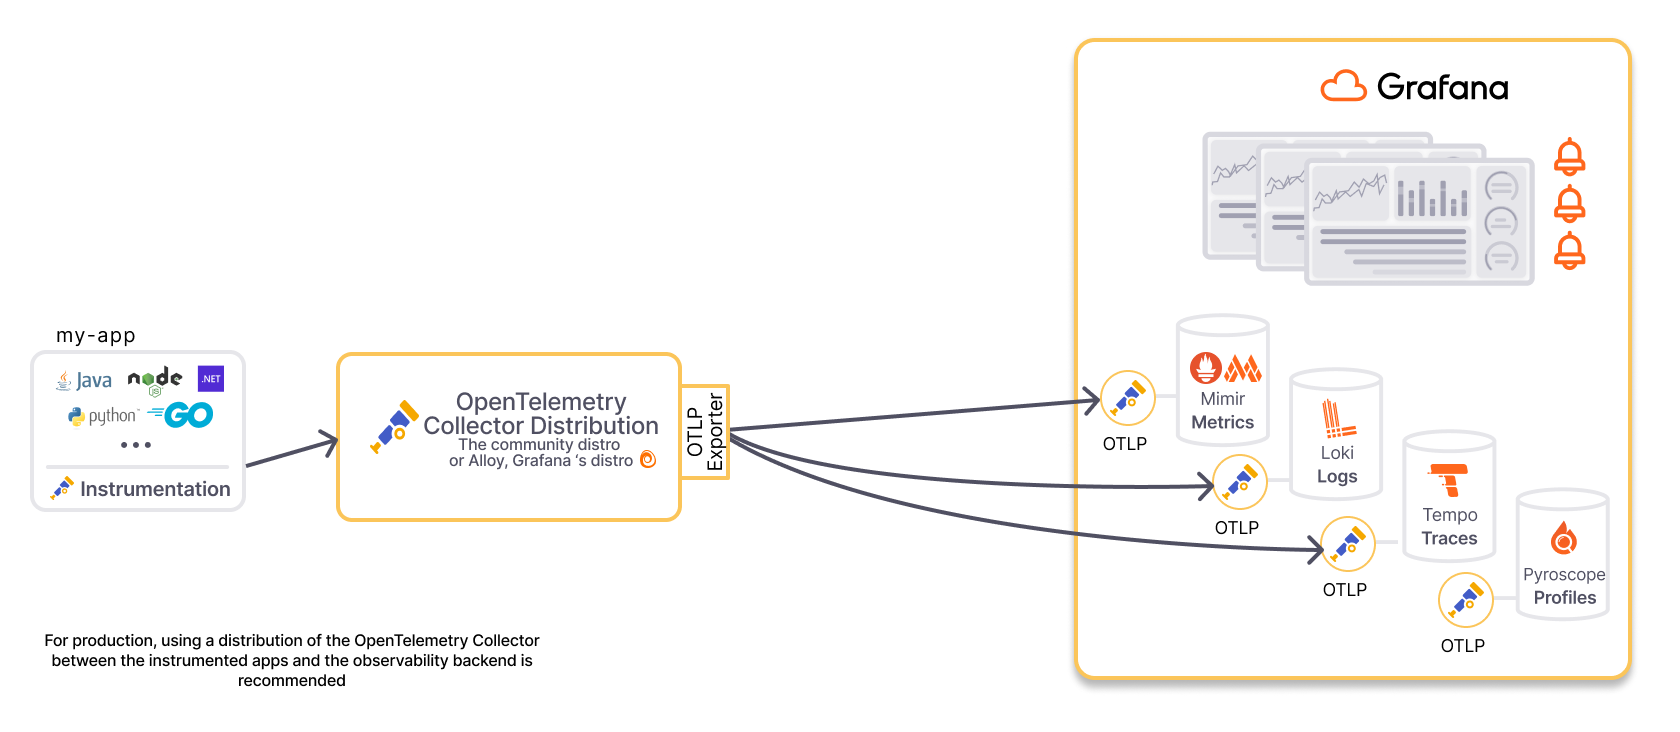 Grafana
my-app
Java
node
JS
.NET
python
GO
Instrumentation
OpenTelemetry
Collector Distribution
The community distro
or Alloy, Grafana 's distro
OTLP
Exporter
OTLP
Mimir
Metrics
OTLP
Loki
Logs
OTLP
Tempo
Traces
OTLP
Pyroscope
Profiles
For production, using a distribution of the OpenTelemetry Collector
between the instrumented apps and the observability backend is
recommended